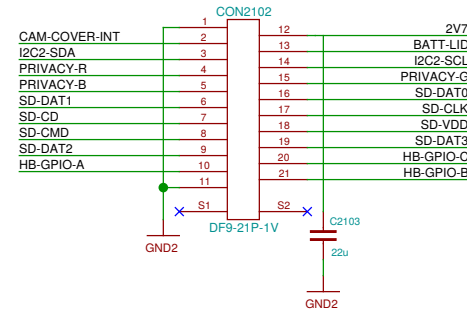 CON2102
1
12
2V7
CAM-COVER-INT
2
13
BATT-LID
I2C2-SDA
3
14
I2C2-SCL
PRIVACY-R
4
15
PRIVACY-G
PRIVACY-B
5
16
SD-DAT0
SD-DAT1
6
17
SD-CLK
SD-CD
7
18
SD-VDD
SD-CMD
8
19
SD-DAT3
SD-DAT2
9
20
HB-GPIO-C
HB-GPIO-A
10
21
HB-GPIO-B
11
S1
S2
DF9-21P-1V
C2103
22u
GND2
GND2